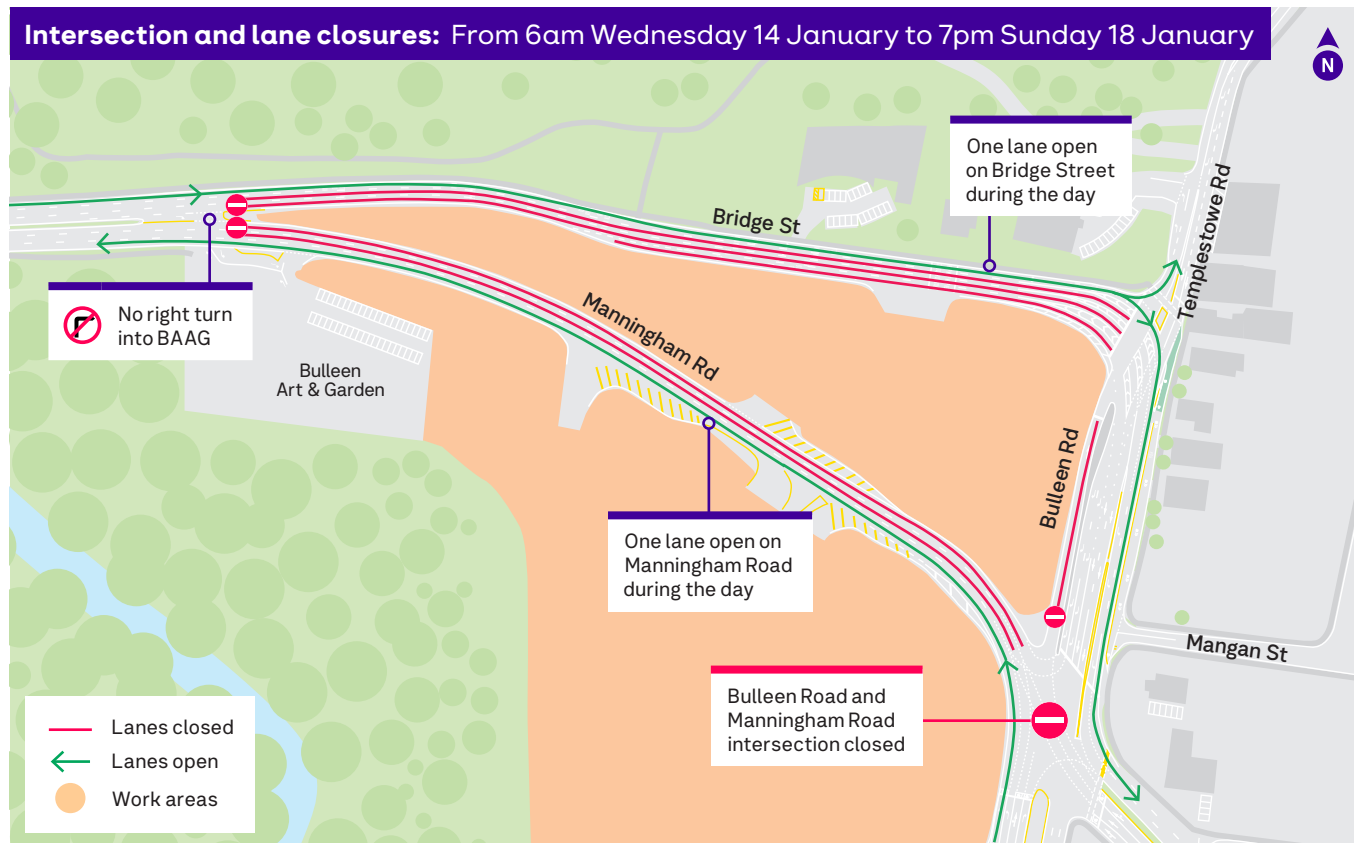 Intersection and lane closures: From 6am Wednesday 14 January to 7pm Sunday 18 January
N
One lane open
on Bridge Street
during the day
Templestowe Rd
Bridge St
No right turn
into BAAG
Manningham Rd
Bulleen
Art & Garden
Bulleen Rd
One lane open on
Manningham Road
during the day
Mangan St
Bulleen Road and
Manningham Road
intersection closed
Lanes closed
Lanes open
Work areas